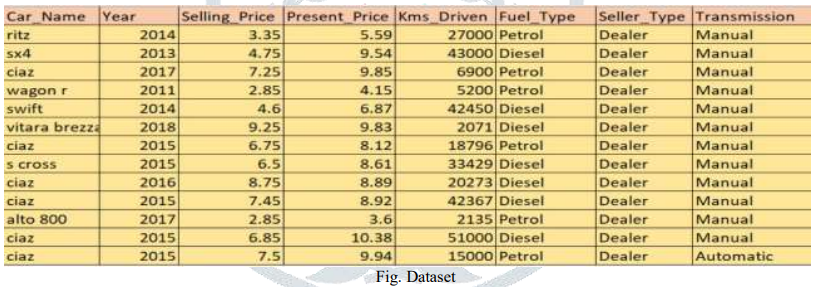 Car_Name Year Selling_Price Present_Price Kms_Driven Fuel_Type Seller_Type Transmission
ritz 2014 3.35 5.59 27000 Petrol Dealer Manual
sx4 2013 4.75 9.54 43000 Diesel Dealer Manual
ciaz 2017 7.25 9.85 6900 Petrol Dealer Manual
wagon r 2011 2.85 4.15 5200 Petrol Dealer Manual
swift 2014 4.6 6.87 42450 Diesel Dealer Manual
vitara brezza 2018 9.25 9.83 2071 Diesel Dealer Manual
ciaz 2015 6.75 8.12 18796 Petrol Dealer Manual
s cross 2015 6.5 8.61 33429 Diesel Dealer Manual
ciaz 2016 8.75 8.89 20273 Diesel Dealer Manual
ciaz 2015 7.45 8.92 42367 Diesel Dealer Manual
alto 800 2017 2.85 3.6 2135 Petrol Dealer Manual
ciaz 2015 6.85 10.38 51000 Diesel Dealer Manual
ciaz 2015 7.5 9.94 15000 Petrol Dealer Automatic
Fig. Dataset